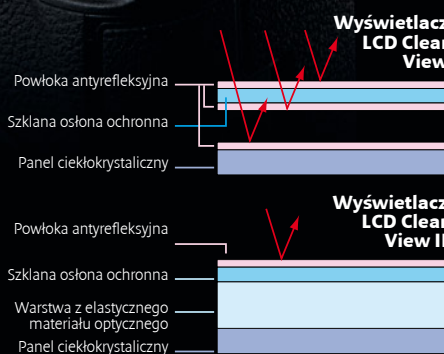 Wyświetlacz
LCD Clear
View
Powłoka antyrefleksyjna
Szklana osłona ochronna
Panel ciekłokrystaliczny
Wyświetlacz
LCD Clear
View II
Powłoka antyrefleksyjna
Szklana osłona ochronna
Warstwa z elastycznego
materiału optycznego
Panel ciekłokrystaliczny